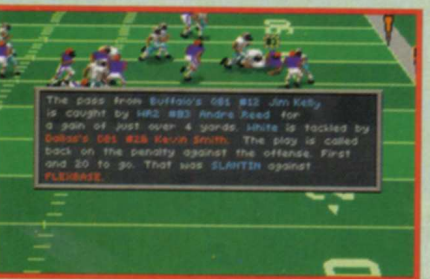 The pass from Buffalo's QB1 #12 Jim Kelly
is caught by WR2 #83 Andre Reed for
a gain of just over 4 yards. White is tackled by
Dallas's CB1 #26 Kevin Smith. The play is called
back on the penalty against the offense. First
and 20 to go. That was SLANTIN against
FLEXBASE.